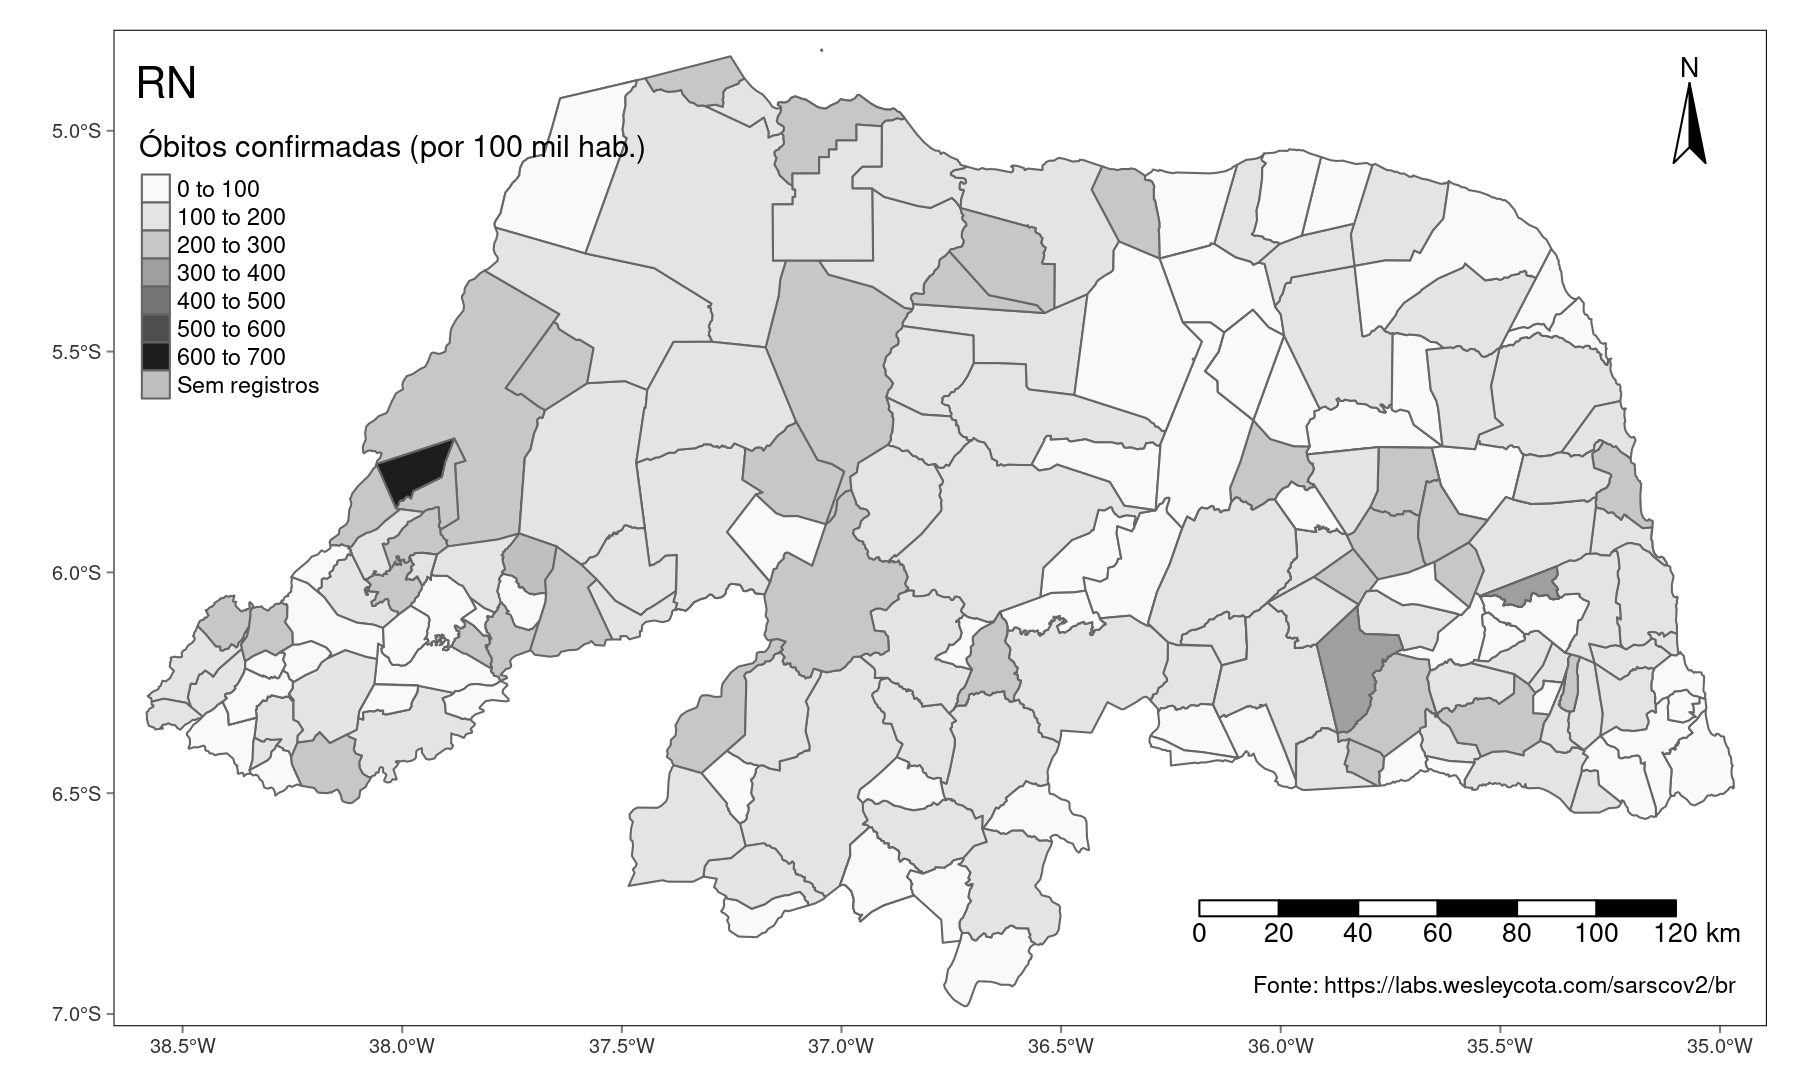 RN
N
Óbitos confirmadas (por 100 mil hab.)
0 to 100
100 to 200
200 to 300
300 to 400
400 to 500
500 to 600
600 to 700
Sem registros
5.0°S
5.5°S
6.0°S
6.5°S
7.0°S
0 20 40 60 80 100 120 km
Fonte: https://labs.wesleycota.com/sarscov2/br
38.5°W 38.0°W 37.5°W 37.0°W 36.5°W 36.0°W 35.5°W 35.0°W